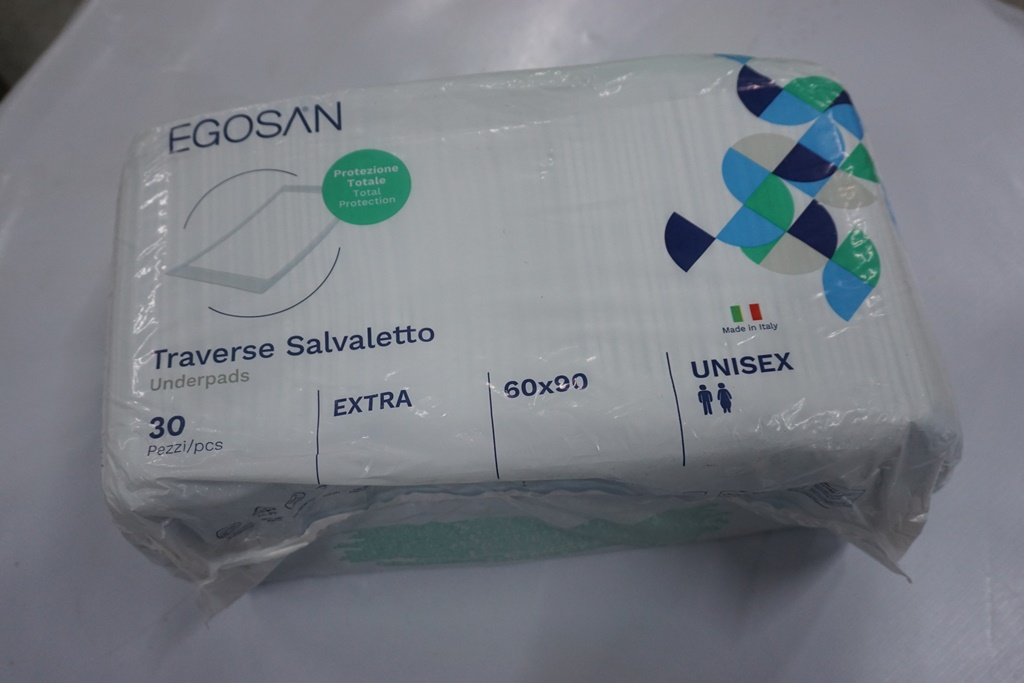 EGOSAN
Protezione
Totale
Total
Protection
Made in Italy
Traverse Salvaletto
Underpads
30
Pezzi/pcs
EXTRA
60x90
UNISEX